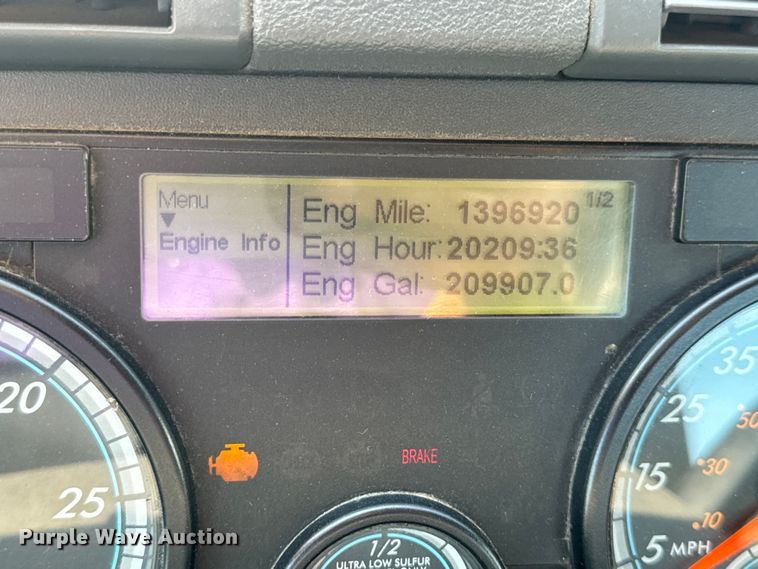 Menu
Engine Info
Eng Mile: 1396920
1/2
Eng Hour: 20209:36
Eng Gal: 209907.0
20
25
BRAKE
1/2
ULTRA LOW SULFUR
35
25
15
5 MPH
50
30
10
Purple Wave Auction